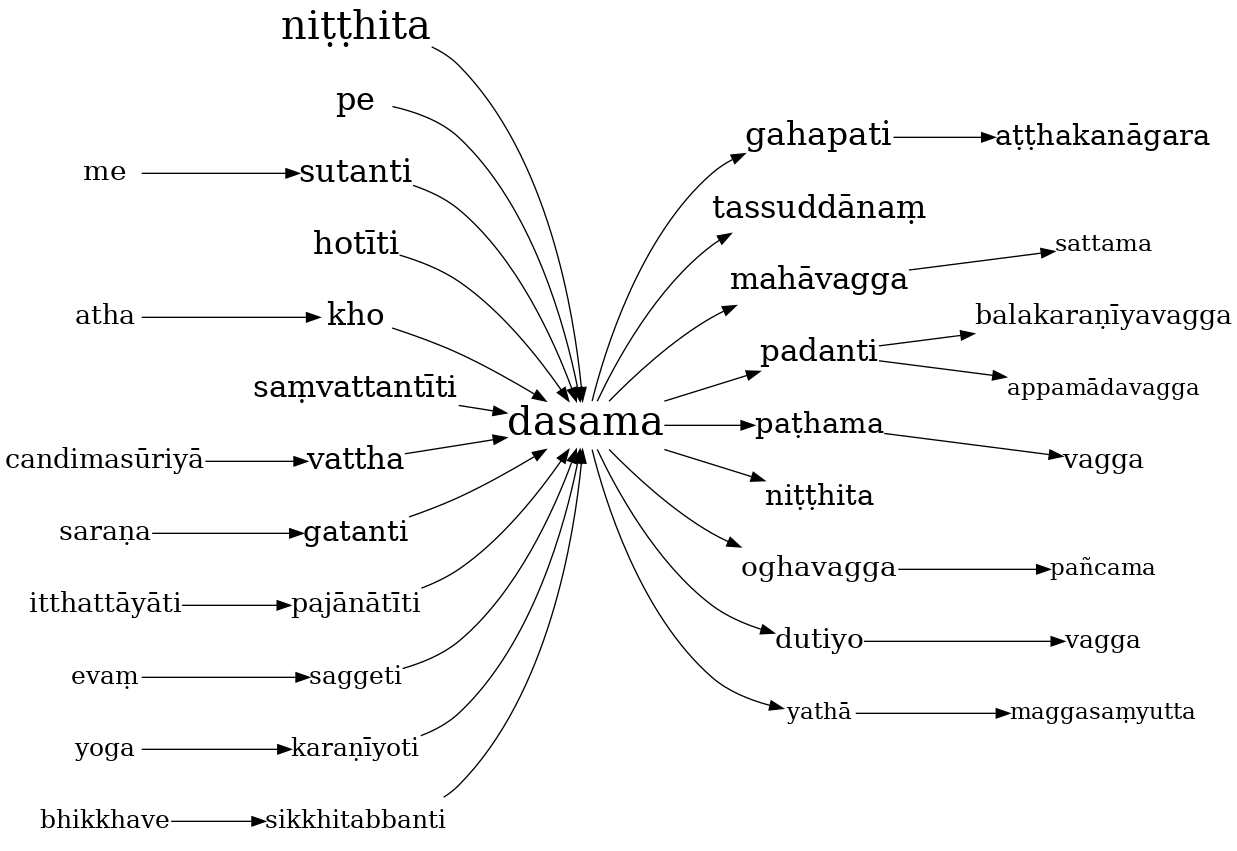 niṭṭhita
pe
me
sutanti
hotīti
atha
kho
saṃvattantīti
candimasūriyā
vattha
saraṇa
gatanti
itthattāyāti
pajānātīti
evaṃ
saggeti
yoga
karaṇīyoti
bhikkhave
sikkhitabbanti
dasama
gahapati
aṭṭhakanāgara
tassuddānaṃ
mahāvagga
sattama
padanti
balakaraṇīyavagga
appamādavagga
paṭhama
vagga
niṭṭhita
oghavagga
pañcama
dutiyo
vagga
yathā
maggasaṃyutta